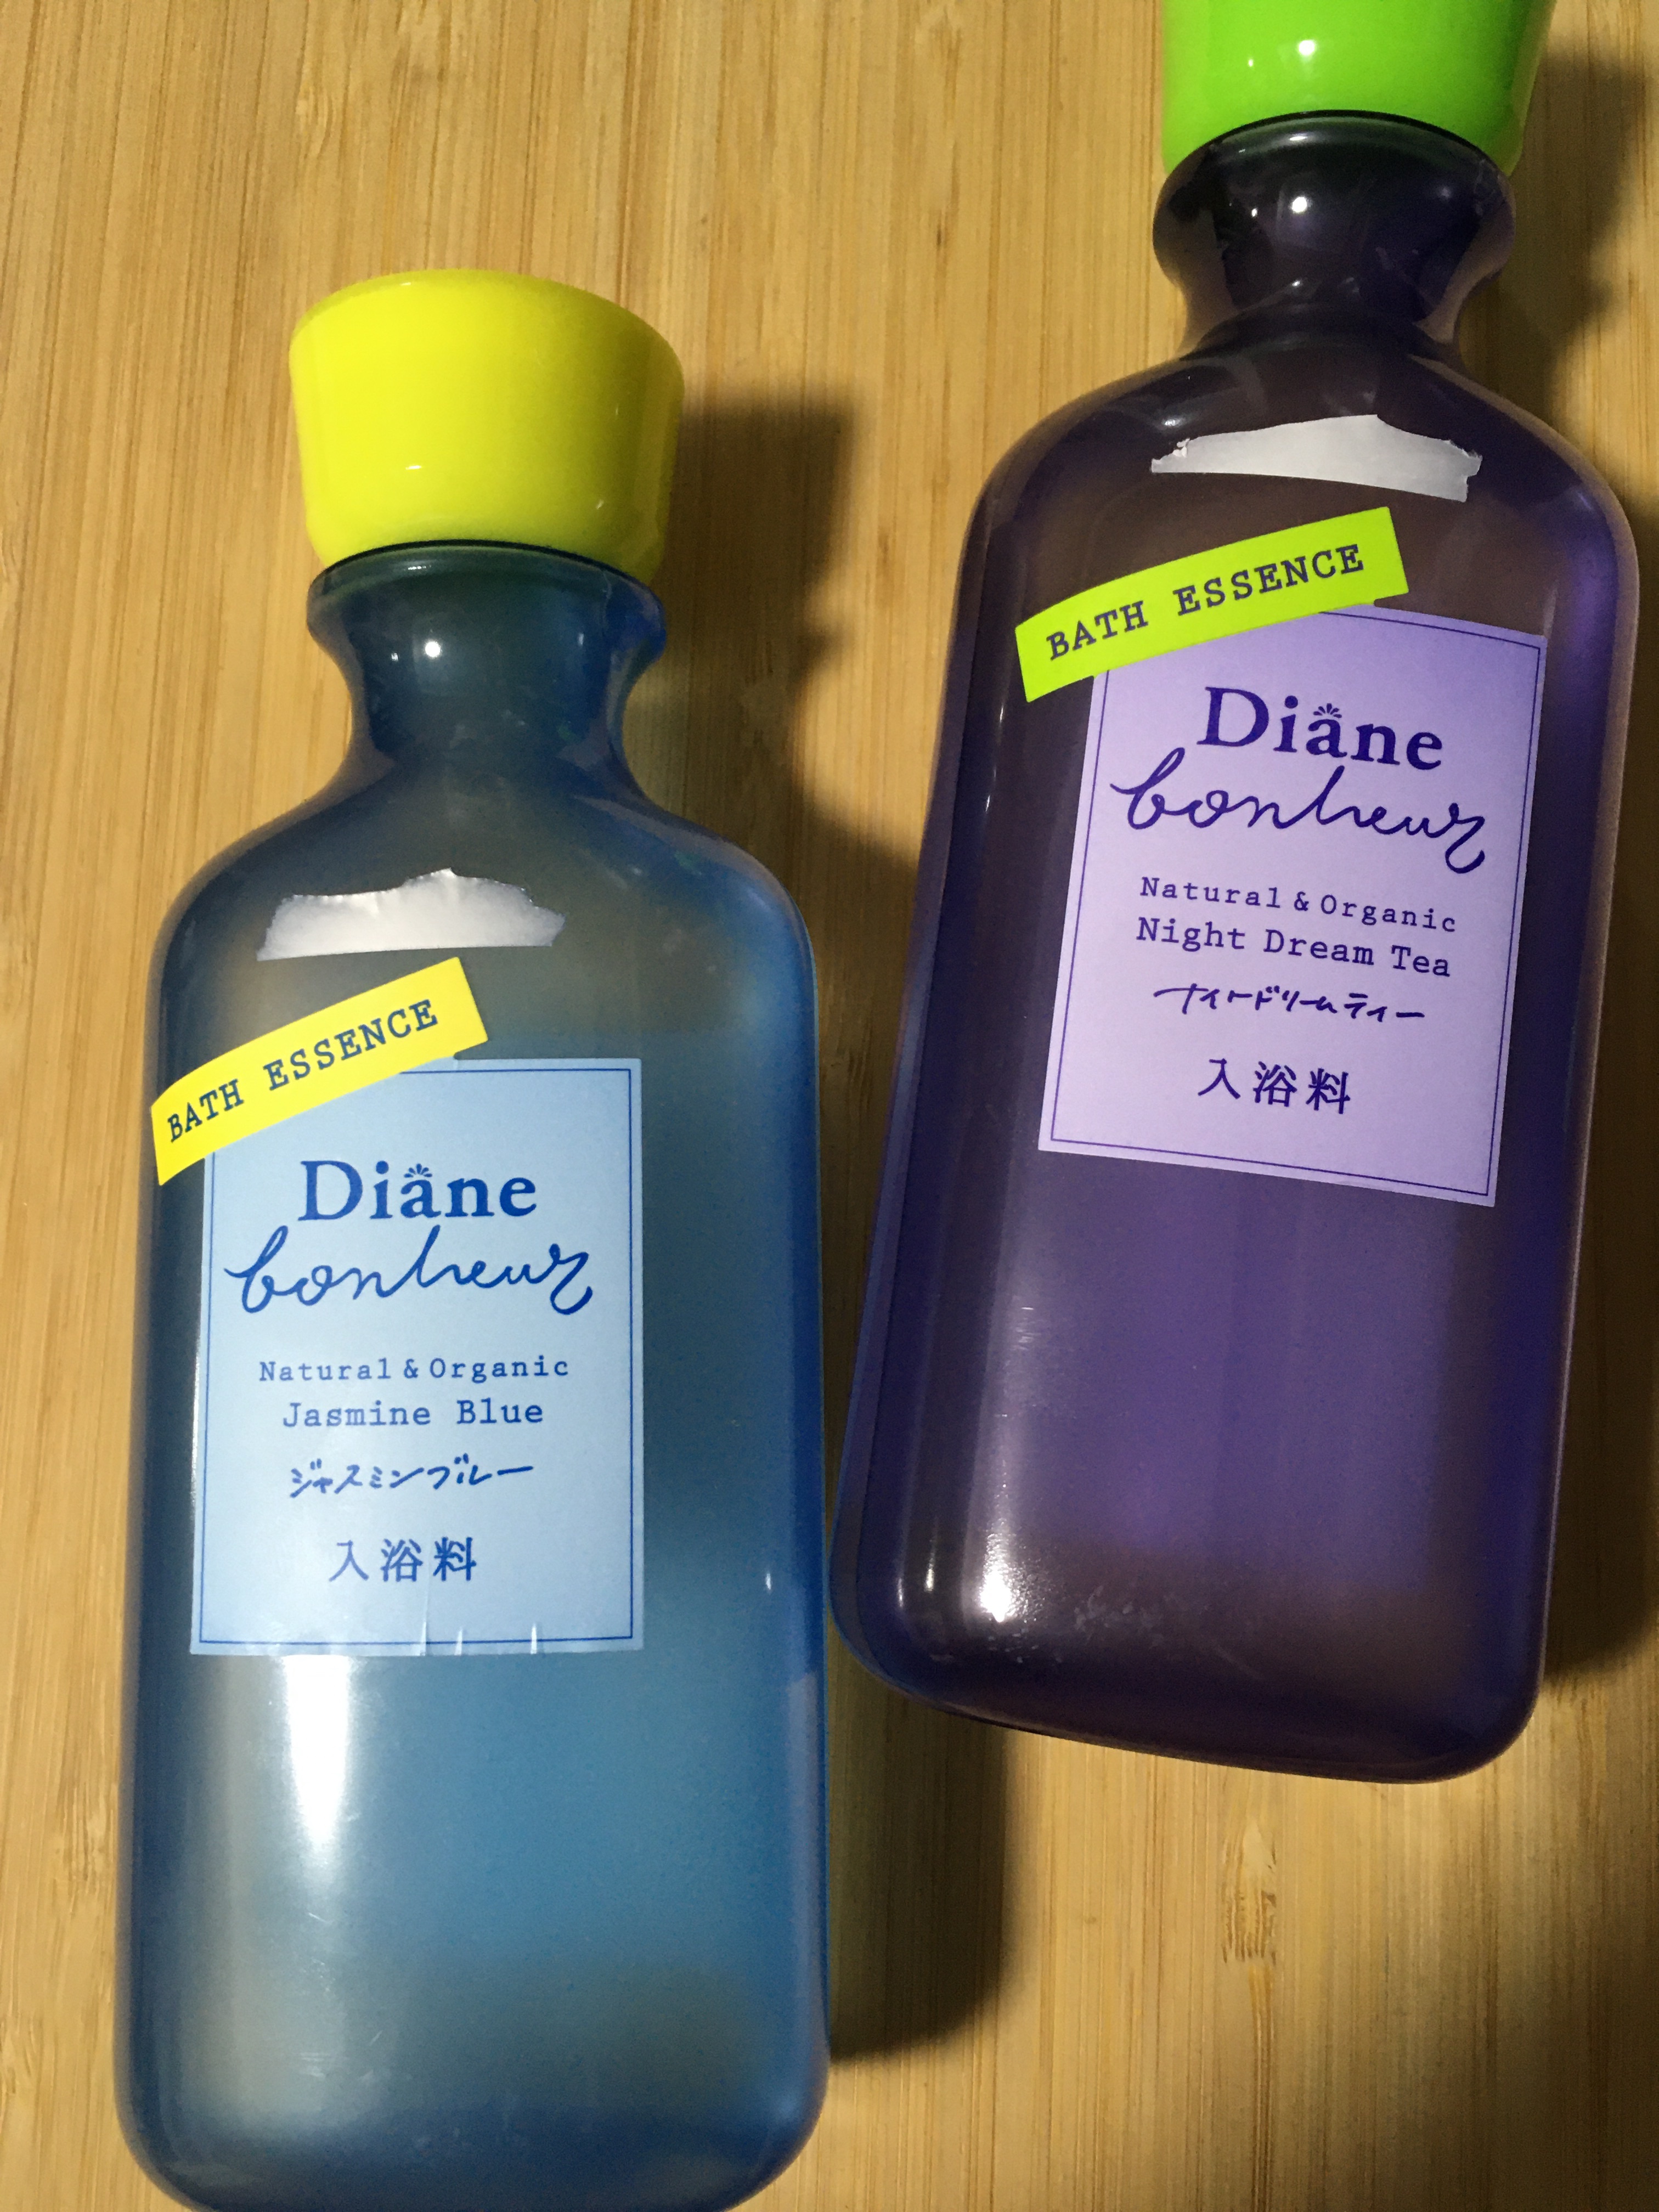 BATH ESSENCE
Diane
bonheur
Natural & Organic
Jasmine Blue
ジャスミンブルー
入浴料
BATH ESSENCE
Diane
bonheur
Natural & Organic
Night Dream Tea
ナイトドリームティー
入浴料